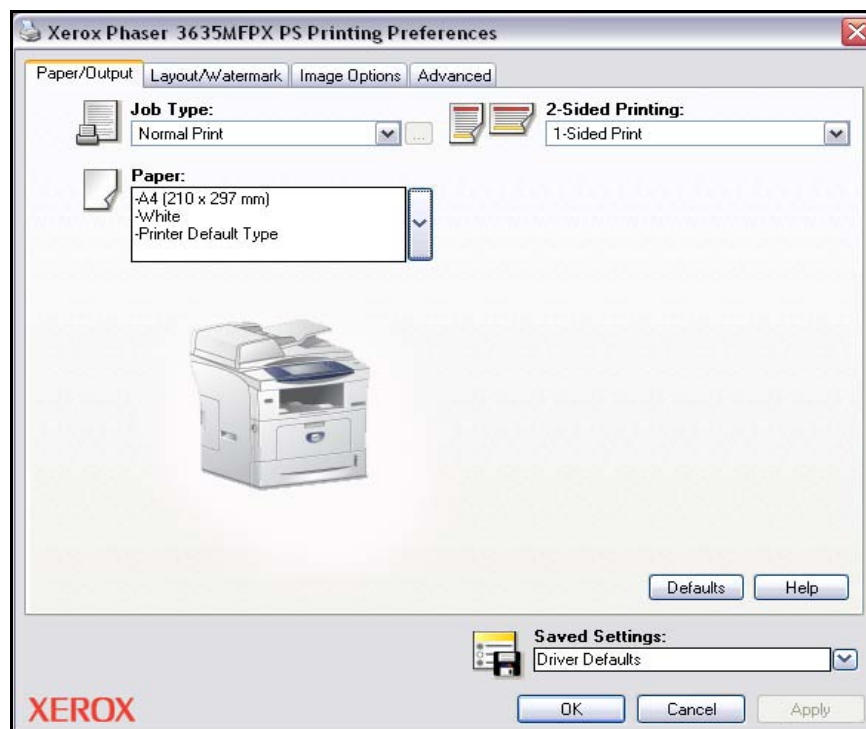 Xerox Phaser 3635MFPX PS Printing Preferences
Paper/Output Layout/Watermark Image Options Advanced
Job Type:
Normal Print
...
2-Sided Printing:
1-Sided Print
Paper:
-A4 (210 x 297 mm)
-White
-Printer Default Type
Defaults Help
Saved Settings:
Driver Defaults
XEROX
OK Cancel Apply